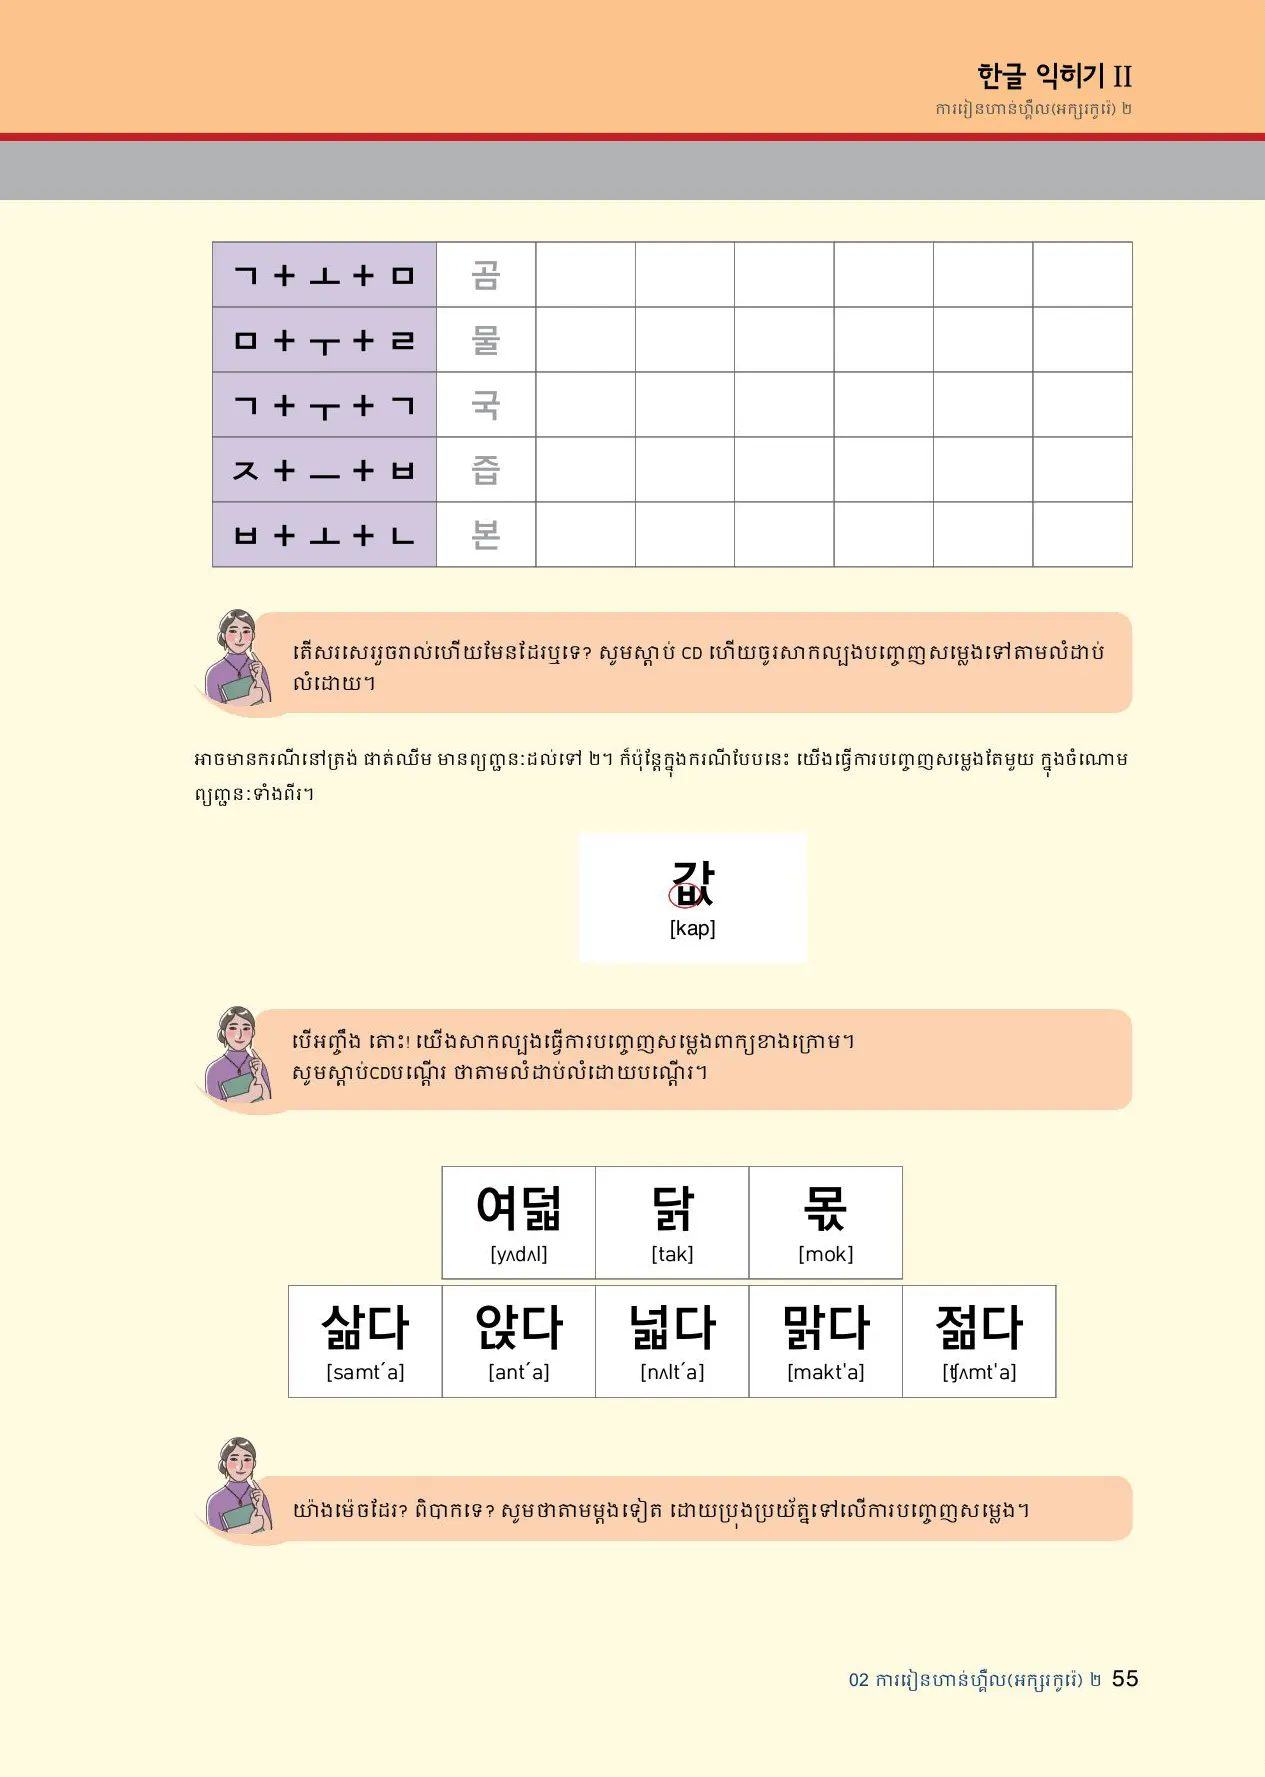 한글 익히기 II
ការរៀនហាន់ហ្គឺល(អក្សរកូរ៉េ) ២
ㄱ + ㅗ + ㅁ 곰
ㅁ + ㅜ + ㄹ 물
ㄱ + ㅜ + ㄱ 국
ㅈ + ㅡ + ㅂ 즙
ㅂ + ㅗ + ㄴ 본
តើសរសេររួចរាល់ហើយមែនដែរឬទេ? សូមស្តាប់ CD ហើយចូរសាកល្បងបញ្ចេញសម្លេងទៅតាមលំដាប់
លំដោយ។
អាចមានករណីនៅត្រង់ ផាត់ឈីម មានព្យញ្ជនៈដល់ទៅ ២។ ក៏ប៉ុន្តែក្នុងករណីបែបនេះ យើងធ្វើការបញ្ចេញសម្លេងតែមួយ ក្នុងចំណោម
ព្យញ្ជនៈទាំងពីរ។
값
[kap]
បើអញ្ចឹង តោះ! យើងសាកល្បងធ្វើការបញ្ចេញសម្លេងពាក្យខាងក្រោម។
សូមស្តាប់CDបណ្តើរ ថាតាមលំដាប់លំដោយបណ្តើរ។
여덟 닭 몫
[yʌdʌl] [tak] [mok]
삶다 앉다 넓다 맑다 젊다
[samt´a] [ant´a] [nʌlt´a] [makt'a] [ʧʌmt'a]
យ៉ាងម៉េចដែរ? ពិបាកទេ? សូមថាតាមម្តងទៀត ដោយប្រុងប្រយ័ត្នទៅលើការបញ្ចេញសម្លេង។
02 ការរៀនហាន់ហ្គឺល(អក្សរកូរ៉េ) ២ 55